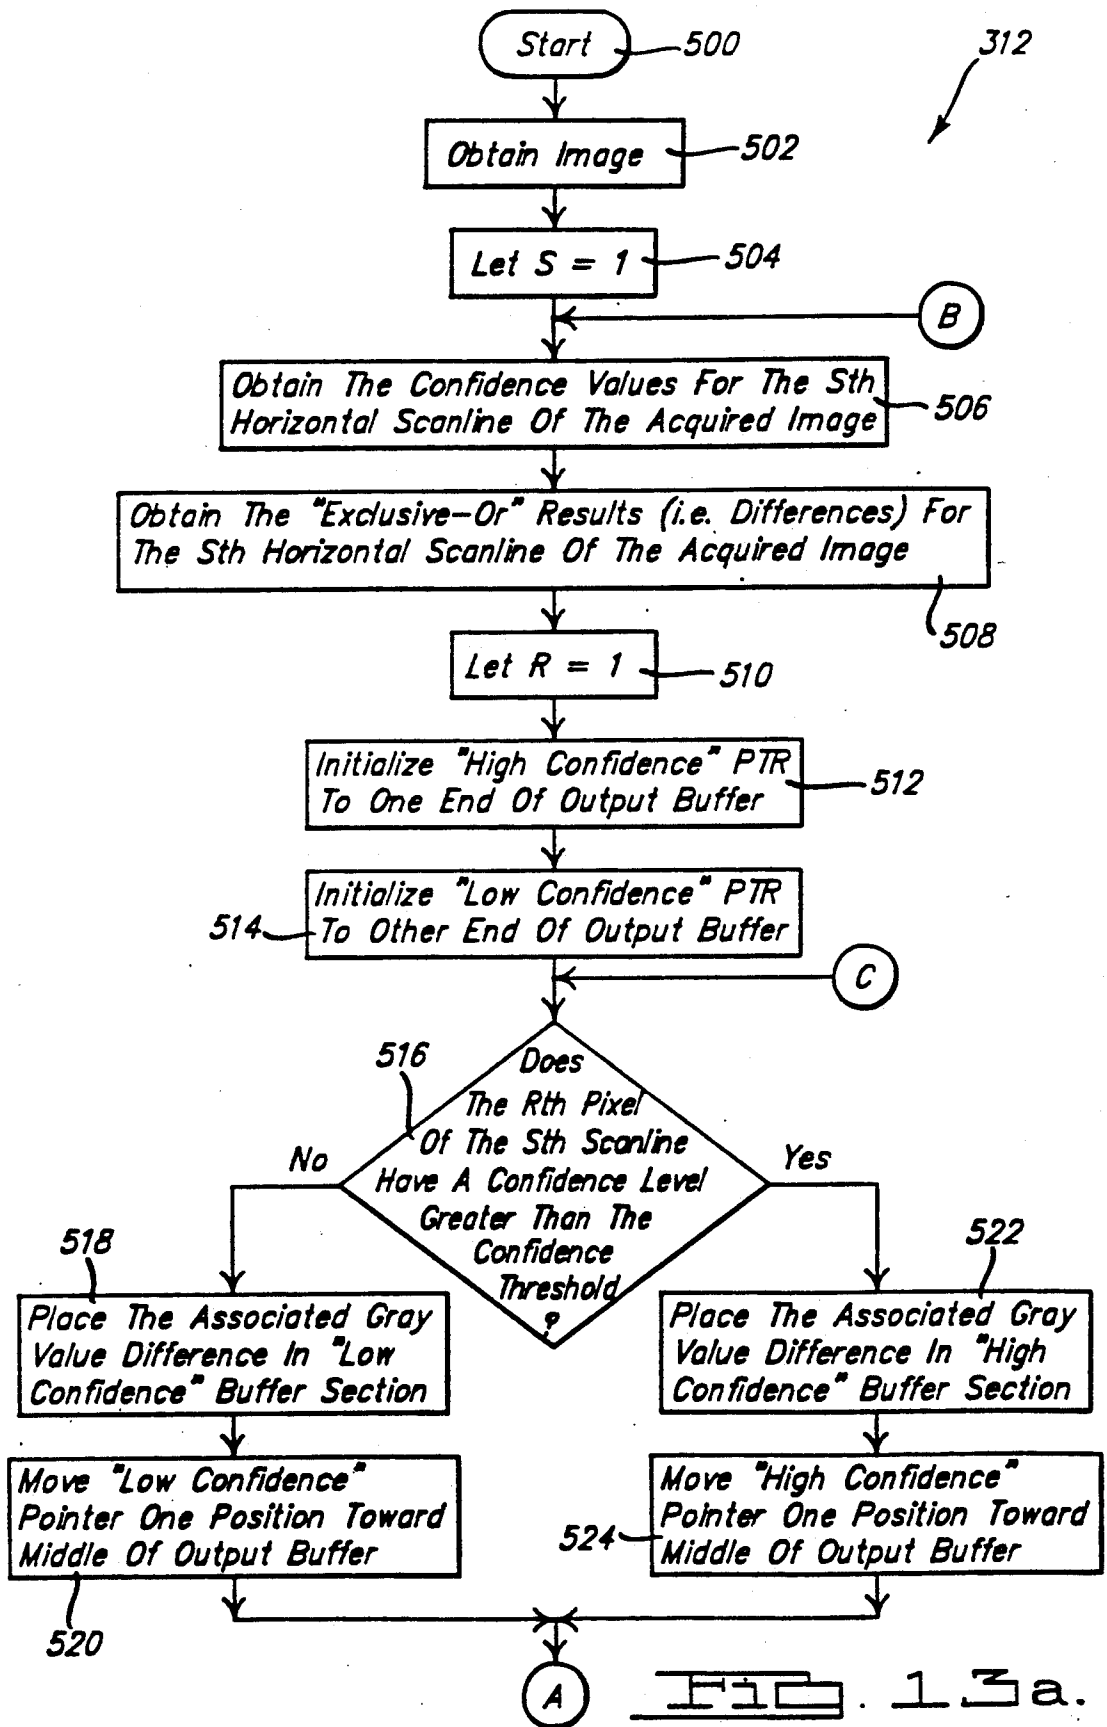 Start
500
312
Obtain Image
502
Let S = 1
504
B
Obtain The Confidence Values For The Sth
Horizontal Scanline Of The Acquired Image
506
Obtain The "Exclusive-Or" Results (i.e. Differences) For
The Sth Horizontal Scanline Of The Acquired Image
508
Let R = 1
510
Initialize "High Confidence" PTR
To One End Of Output Buffer
512
Initialize "Low Confidence" PTR
To Other End Of Output Buffer
514
C
516
Does
The Rth Pixel
Of The Sth Scanline
Have A Confidence Level
Greater Than The
Confidence
Threshold
?
No
Yes
518
Place The Associated Gray
Value Difference In "Low
Confidence" Buffer Section
522
Place The Associated Gray
Value Difference In "High
Confidence" Buffer Section
Move "Low Confidence"
Pointer One Position Toward
Middle Of Output Buffer
520
Move "High Confidence"
Pointer One Position Toward
Middle Of Output Buffer
524
A
FIG. 13a.